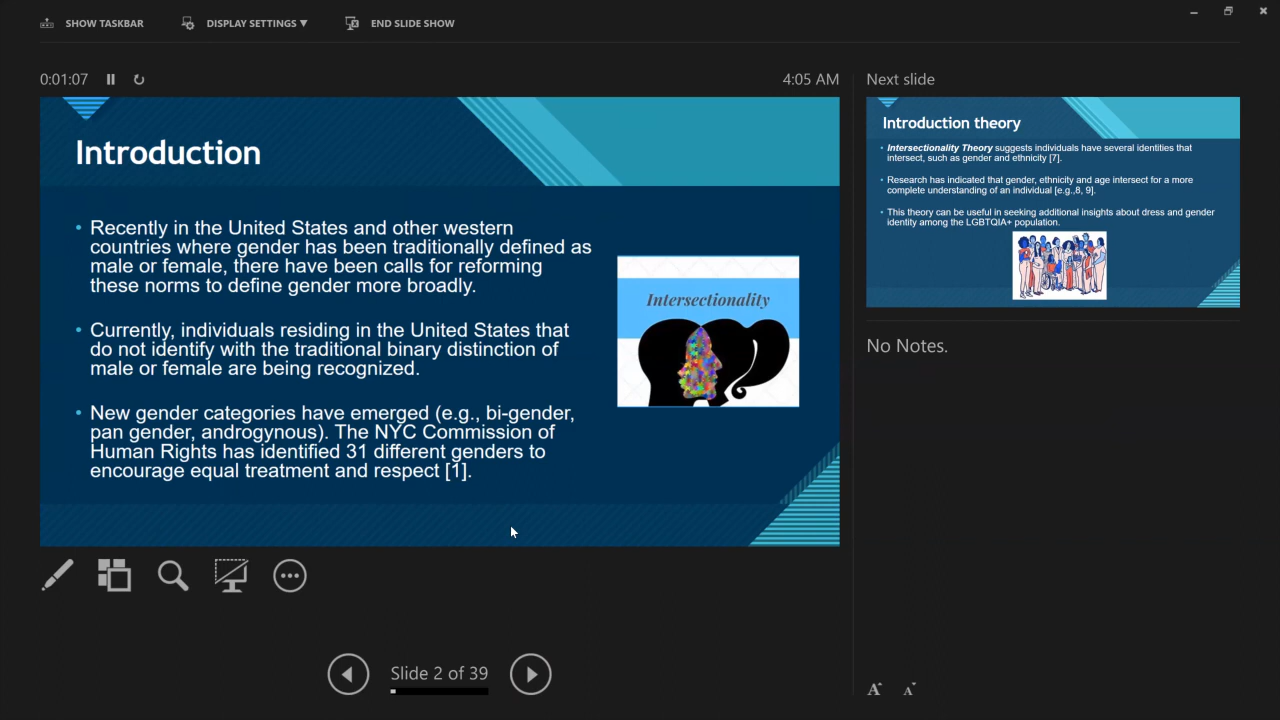 SHOW TASKBAR
DISPLAY SETTINGS ▼
END SLIDE SHOW
0:01:07
4:05 AM
Introduction
• Recently in the United States and other western
countries where gender has been traditionally defined as
male or female, there have been calls for reforming
these norms to define gender more broadly.
• Currently, individuals residing in the United States that
do not identify with the traditional binary distinction of
male or female are being recognized.
• New gender categories have emerged (e.g., bi-gender,
pan gender, androgynous). The NYC Commission of
Human Rights has identified 31 different genders to
encourage equal treatment and respect [1].
Intersectionality
Slide 2 of 39
Next slide
Introduction theory
• Intersectionality Theory suggests individuals have several identities that
intersect, such as gender and ethnicity [7].
• Research has indicated that gender, ethnicity and age intersect for a more
complete understanding of an individual [e.g.,8, 9].
• This theory can be useful in seeking additional insights about dress and gender
identity among the LGBTQIA+ population.
No Notes.
A A